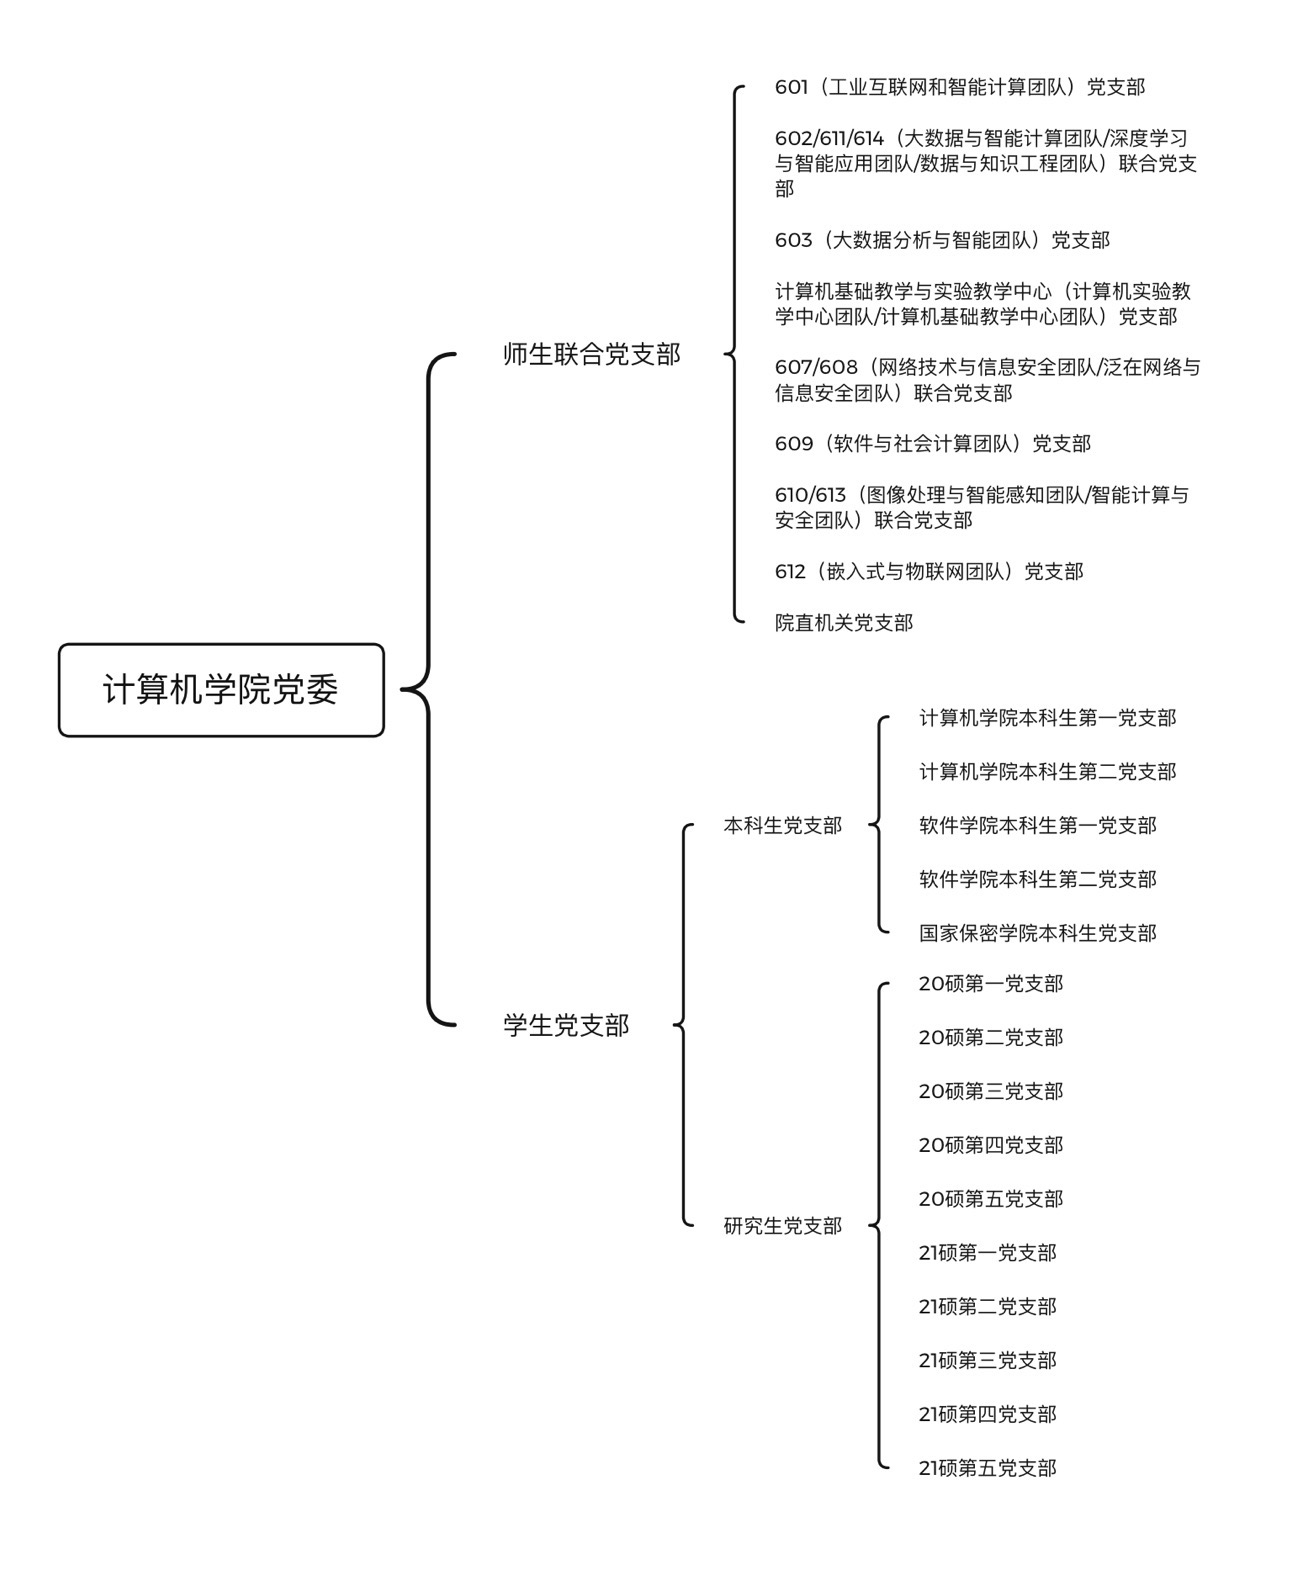 601（工业互联网和智能计算团队）党支部
602/611/614（大数据与智能计算团队/深度学习
与智能应用团队/数据与知识工程团队）联合党支
部
603（大数据分析与智能团队）党支部
计算机基础教学与实验教学中心（计算机实验教
学中心团队/计算机基础教学中心团队）党支部
师生联合党支部
607/608（网络技术与信息安全团队/泛在网络与
信息安全团队）联合党支部
609（软件与社会计算团队）党支部
610/613（图像处理与智能感知团队/智能计算与
安全团队）联合党支部
612（嵌入式与物联网团队）党支部
院直机关党支部
计算机学院党委
计算机学院本科生第一党支部
计算机学院本科生第二党支部
本科生党支部
软件学院本科生第一党支部
软件学院本科生第二党支部
国家保密学院本科生党支部
学生党支部
20硕第一党支部
20硕第二党支部
20硕第三党支部
20硕第四党支部
20硕第五党支部
研究生党支部
21硕第一党支部
21硕第二党支部
21硕第三党支部
21硕第四党支部
21硕第五党支部